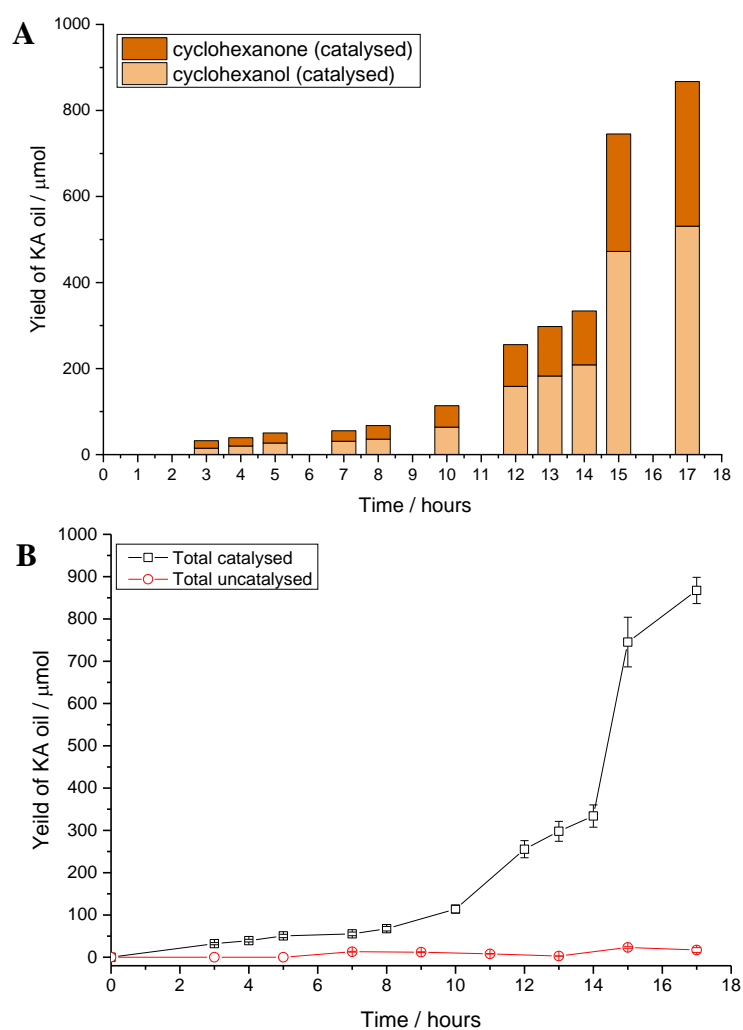 A
cyclohexanone (catalysed)
cyclohexanol (catalysed)
Yield of KA oil / μmol
1000
800
600
400
200
0
0 1 2 3 4 5 6 7 8 9 10 11 12 13 14 15 16 17 18
Time / hours
B
Total catalysed
Total uncatalysed
Yeild of KA oil / μmol
1000
900
800
700
600
500
400
300
200
100
0
0 2 4 6 8 10 12 14 16 18
Time / hours